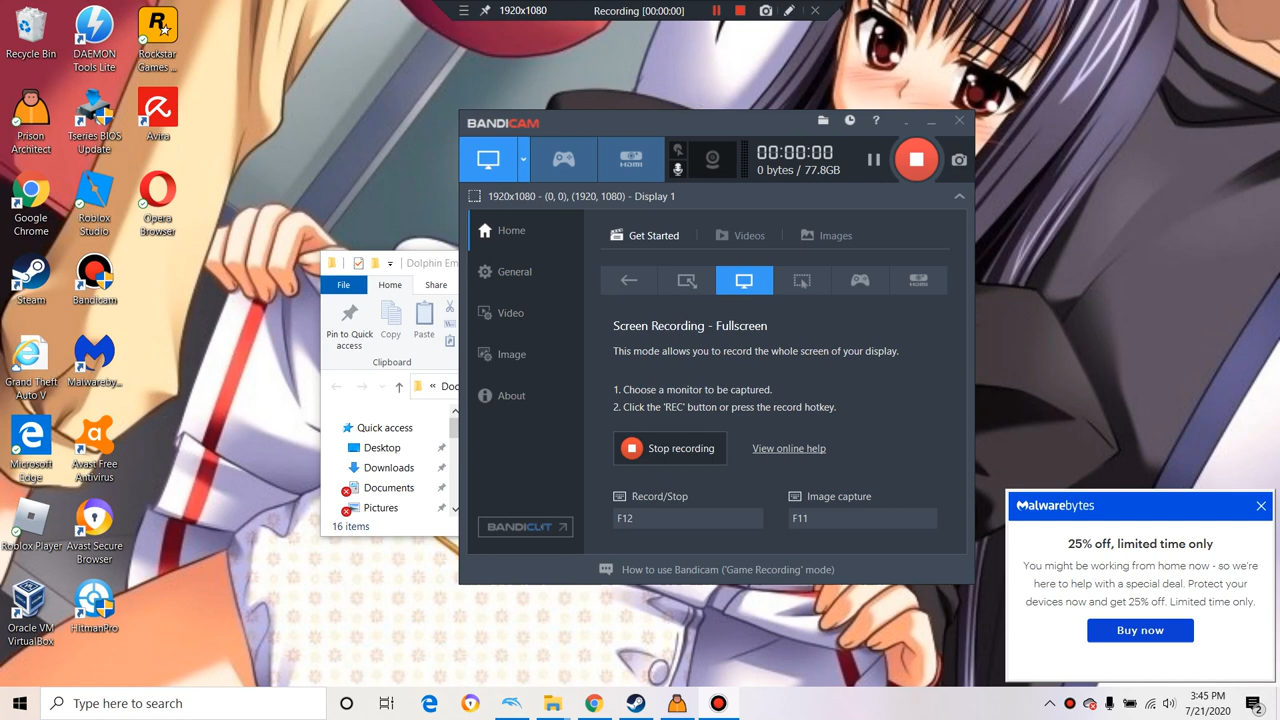 1920x1080
Recording [00:00:00]
Recycle Bin
DAEMON
Tools Lite
Rockstar
Games ...
Prison
Architect
Tseries BIOS
Update
Avira
Google
Chrome
Roblox
Studio
Opera
Browser
Steam
Bandicam
Grand Theft
Auto V
Malwareby...
Microsoft
Edge
Avast Free
Antivirus
Roblox Player
Avast Secure
Browser
Oracle VM
VirtualBox
HitmanPro
Dolphin Em
File
Home
Share
Pin to Quick
access
Copy
Paste
Clipboard
« Doc
Quick access
Desktop
Downloads
Documents
Pictures
16 items
BANDICAM
HDMI
00:00:00
0 bytes / 77.8GB
1920x1080 - (0, 0), (1920, 1080) - Display 1
Home
General
Video
Image
About
BANDICUT
Get Started
Videos
Images
HDMI
Screen Recording - Fullscreen
This mode allows you to record the whole screen of your display.
1. Choose a monitor to be captured.
2. Click the 'REC' button or press the record hotkey.
Stop recording
View online help
Record/Stop
Image capture
F12
F11
How to use Bandicam ('Game Recording' mode)
Malwarebytes
25% off, limited time only
You might be working from home now - so we're
here to help with a special deal. Protect your
devices now and get 25% off. Limited time only.
Buy now
Type here to search
3:45 PM
7/21/2020
2